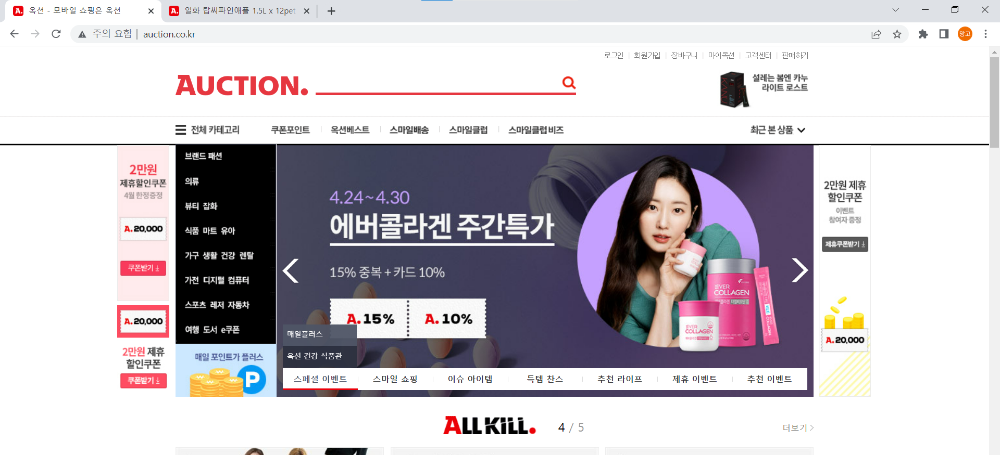 옥션 - 모바일 쇼핑은 옥션
일화 탑씨파인애플 1.5L x 12pet
주의 요함 | auction.co.kr
망고
로그인 | 회원가입 | 장바구니 | 마이옥션 | 고객센터 | 판매하기
AUCTION.
설레는 봄엔 카누
라이트 로스트
KANU
전체 카테고리
쿠폰포인트 | 옥션베스트 | 스마일배송 | 스마일클럽 | 스마일클럽 비즈
최근 본 상품
2만원
제휴할인쿠폰
4월 한정증정
A.20,000
쿠폰받기
A.20,000
2만원 제휴
할인쿠폰
쿠폰받기
브랜드 패션
의류
뷰티 잡화
식품 마트 유아
가구 생활 건강 렌탈
가전 디지털 컴퓨터
스포츠 레저 자동차
여행 도서 e쿠폰
매일 포인트가 플러스
P
4.24~4.30
에버콜라겐 주간특가
15% 중복 + 카드 10%
A.15%
A.10%
EVER
COLLAGEN
EVER
COLLAGEN
COLLAGEN
매일플러스
옥션 건강 식품관
스페셜 이벤트 | 스마일 쇼핑 | 이슈 아이템 | 득템 찬스 | 추천 라이프 | 제휴 이벤트 | 추천 이벤트
2만원 제휴
할인쿠폰
이벤트
참여자 증정
제휴쿠폰받기
A.20,000
ALL KILL.
4 / 5
더보기